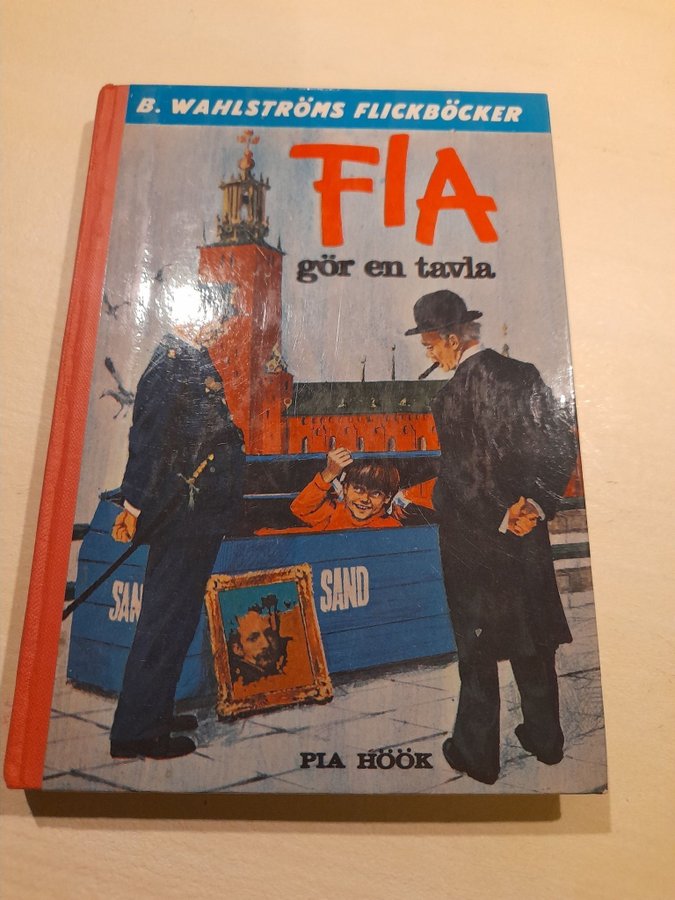 B. WAHLSTRÖMS FLICKBÖCKER
FIA
gör en tavla
SAND
SAND
PIA HÖÖK